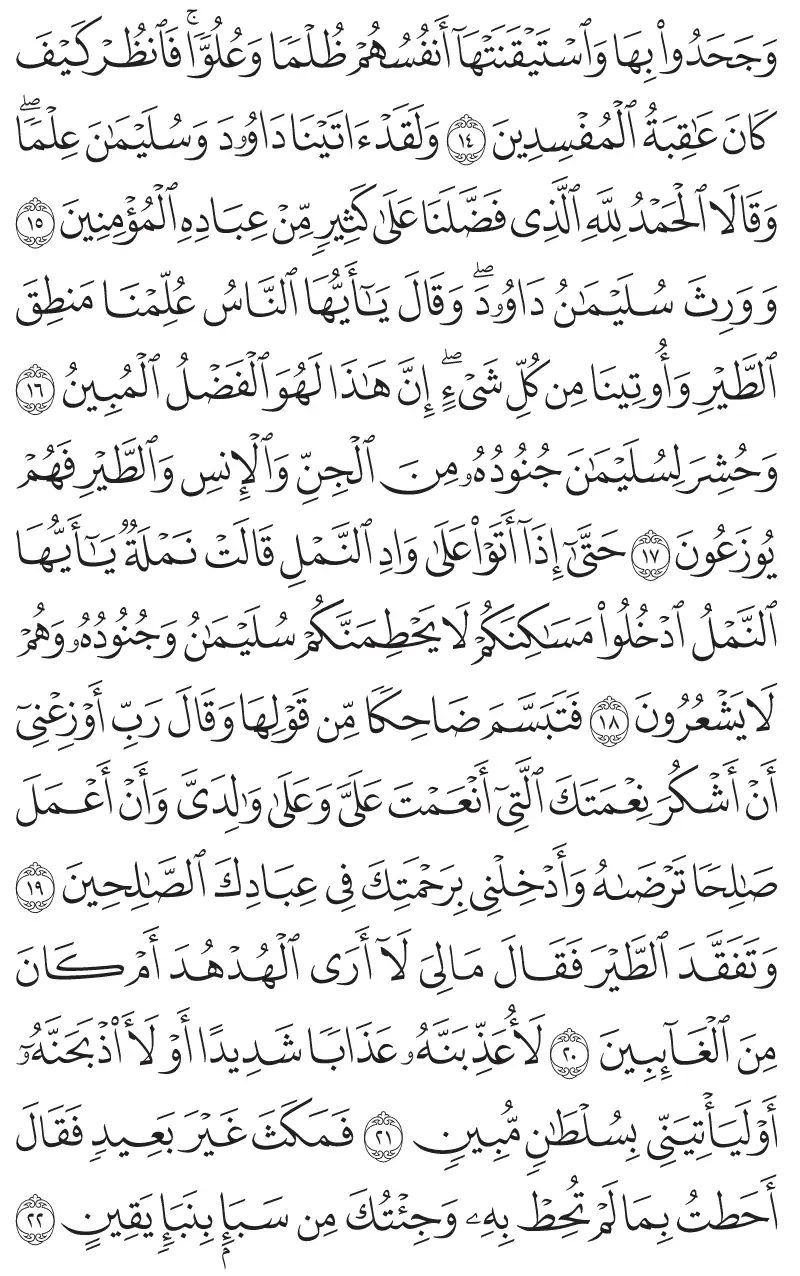 وَجَحَدُوا۟ بِهَا وَٱسْتَيْقَنَتْهَآ أَنفُسُهُمْ ظُلْمًا وَعُلُوًّا ۚ فَٱنظُرْ كَيْفَ
كَانَ عَـٰقِبَةُ ٱلْمُفْسِدِينَ ١٤ وَلَقَدْ ءَاتَيْنَا دَاوُۥدَ وَسُلَيْمَـٰنَ عِلْمًا ۖ
وَقَالَا ٱلْحَمْدُ لِلَّهِ ٱلَّذِى فَضَّلَنَا عَلَىٰ كَثِيرٍ مِّنْ عِبَادِهِ ٱلْمُؤْمِنِينَ ١٥
وَوَرِثَ سُلَيْمَـٰنُ دَاوُۥدَ ۖ وَقَالَ يَـٰٓأَيُّهَا ٱلنَّاسُ عُلِّمْنَا مَنطِقَ
ٱلطَّيْرِ وَأُوتِينَا مِن كُلِّ شَىْءٍ ۖ إِنَّ هَـٰذَا لَهُوَ ٱلْفَضْلُ ٱلْمُبِينُ ١٦
وَحُشِرَ لِسُلَيْمَـٰنَ جُنُودُهُۥ مِنَ ٱلْجِنِّ وَٱلْإِنسِ وَٱلطَّيْرِ فَهُمْ
يُوزَعُونَ ١٧ حَتَّىٰٓ إِذَآ أَتَوْا۟ عَلَىٰ وَادِ ٱلنَّمْلِ قَالَتْ نَمْلَةٌ يَـٰٓأَيُّهَا
ٱلنَّمْلُ ٱدْخُلُوا۟ مَسَـٰكِنَكُمْ لَا يَحْطِمَنَّكُمْ سُلَيْمَـٰنُ وَجُنُودُهُۥ وَهُمْ
لَا يَشْعُرُونَ ١٨ فَتَبَسَّمَ ضَاحِكًا مِّن قَوْلِهَا وَقَالَ رَبِّ أَوْزِعْنِىٓ
أَنْ أَشْكُرَ نِعْمَتَكَ ٱلَّتِىٓ أَنْعَمْتَ عَلَىَّ وَعَلَىٰ وَٰلِدَىَّ وَأَنْ أَعْمَلَ
صَـٰلِحًا تَرْضَىٰهُ وَأَدْخِلْنِى بِرَحْمَتِكَ فِى عِبَادِكَ ٱلصَّـٰلِحِينَ ١٩
وَتَفَقَّدَ ٱلطَّيْرَ فَقَالَ مَالِىَ لَآ أَرَى ٱلْهُدْهُدَ أَمْ كَانَ
مِنَ ٱلْغَآئِبِينَ ٢٠ لَأُعَذِّبَنَّهُۥ عَذَابًا شَدِيدًا أَوْ لَأَا۟ذْبَحَنَّهُۥٓ
أَوْ لَيَأْتِيَنِّى بِسُلْطَـٰنٍ مُّبِينٍ ٢١ فَمَكَثَ غَيْرَ بَعِيدٍ فَقَالَ
أَحَطتُ بِمَا لَمْ تُحِطْ بِهِۦ وَجِئْتُكَ مِن سَبَإٍۭ بِنَبَإٍ يَقِينٍ ٢٢